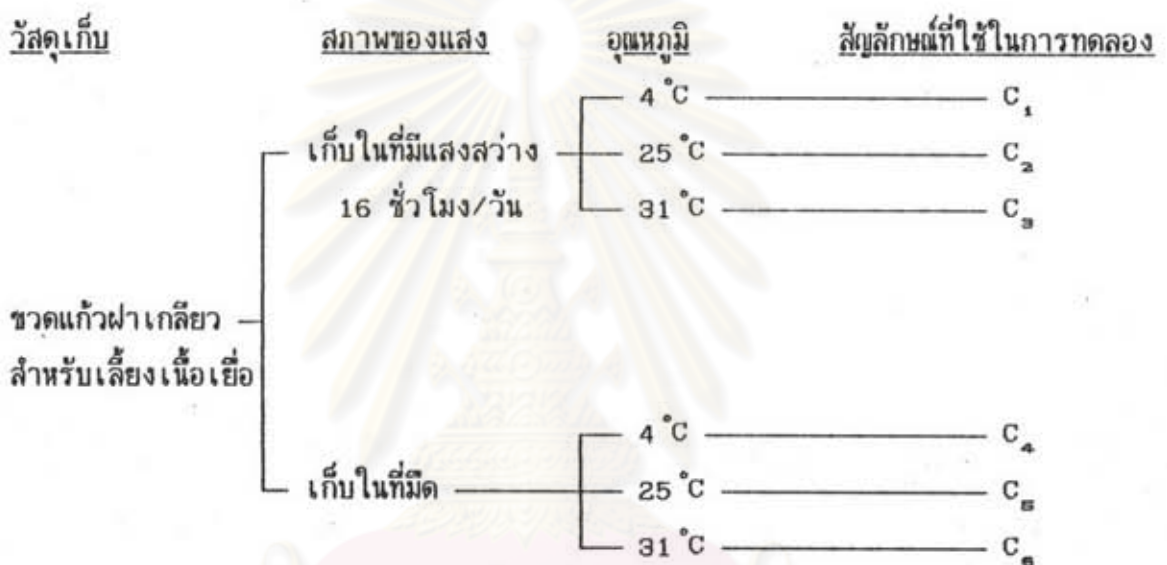 วัสดุเก็บ สภาพของแสง อุณหภูมิ สัญลักษณ์ที่ใช้ในการทดลอง
4 °C C₁
เก็บในที่มีแสงสว่าง 25 °C C₂
16 ชั่วโมง/วัน 31 °C C₃
ขวดแก้วฝาเกลียว
สำหรับเลี้ยงเนื้อเยื่อ
4 °C C₄
เก็บในที่มืด 25 °C C₅
31 °C C₆